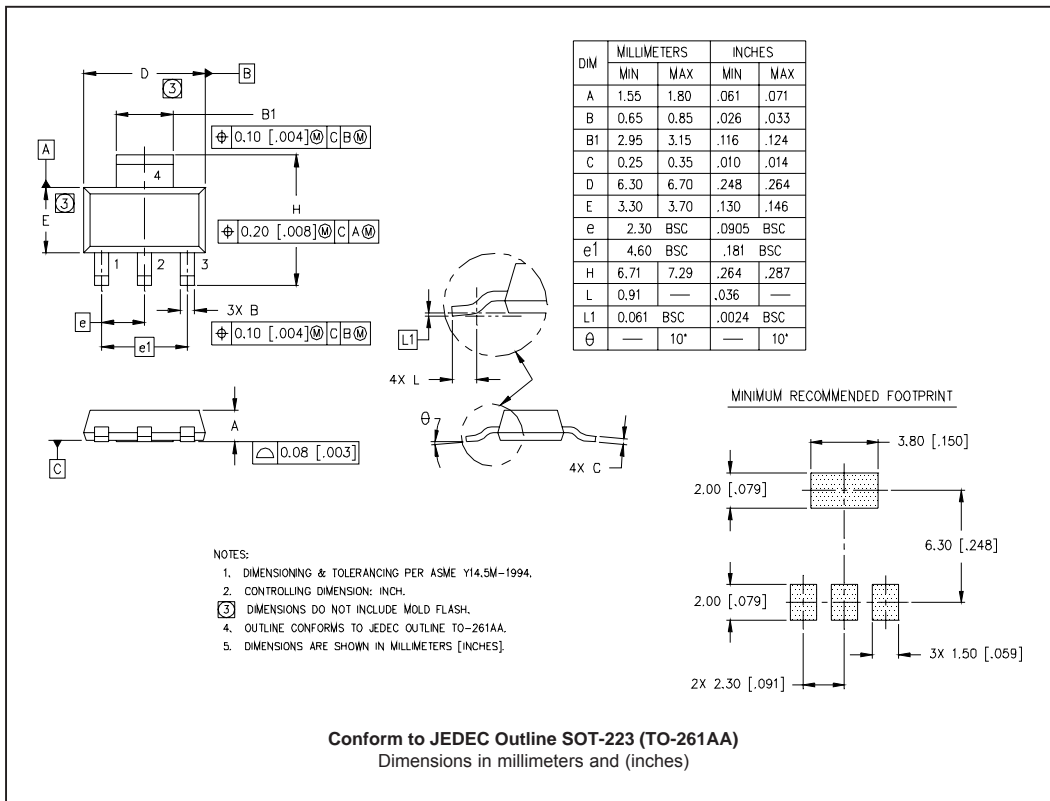 D
B
3
B1
⌖ 0.10 [.004]Ⓜ C BⓂ
A
4
3
E
H
⌖ 0.20 [.008]Ⓜ C AⓂ
1 2 3
3X B
e
⌖ 0.10 [.004]Ⓜ C BⓂ
e1
L1
4X L
θ
A
C
⌓ 0.08 [.003]
4X C
DIM MILLIMETERS INCHES
MIN MAX MIN MAX
A 1.55 1.80 .061 .071
B 0.65 0.85 .026 .033
B1 2.95 3.15 .116 .124
C 0.25 0.35 .010 .014
D 6.30 6.70 .248 .264
E 3.30 3.70 .130 .146
e 2.30 BSC .0905 BSC
e1 4.60 BSC .181 BSC
H 6.71 7.29 .264 .287
L 0.91 — .036 —
L1 0.061 BSC .0024 BSC
θ — 10° — 10°
MINIMUM RECOMMENDED FOOTPRINT
3.80 [.150]
2.00 [.079]
6.30 [.248]
2.00 [.079]
3X 1.50 [.059]
2X 2.30 [.091]
NOTES:
1. DIMENSIONING & TOLERANCING PER ASME Y14.5M-1994.
2. CONTROLLING DIMENSION: INCH.
3 DIMENSIONS DO NOT INCLUDE MOLD FLASH.
4. OUTLINE CONFORMS TO JEDEC OUTLINE TO-261AA.
5. DIMENSIONS ARE SHOWN IN MILLIMETERS [INCHES].
Conform to JEDEC Outline SOT-223 (TO-261AA)
Dimensions in millimeters and (inches)